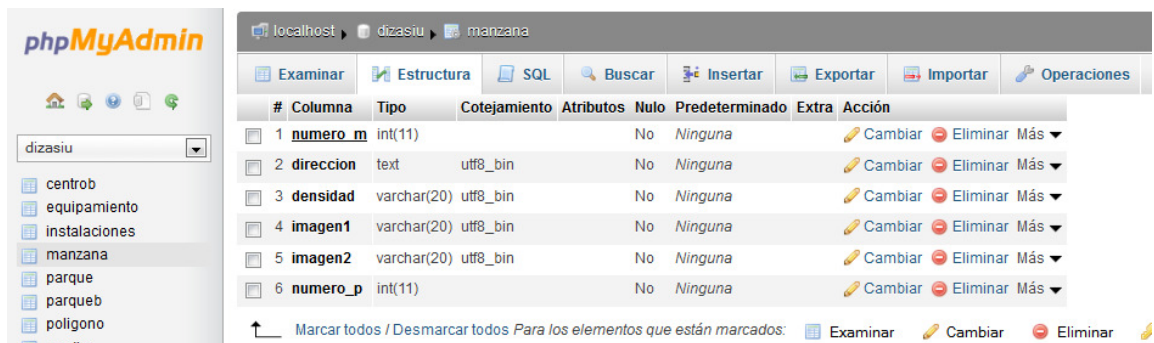 phpMyAdmin
localhost dizasiu manzana
Examinar Estructura SQL Buscar Insertar Exportar Importar Operaciones
dizasiu
centrob
equipamiento
instalaciones
manzana
parque
parqueb
poligono
# Columna Tipo Cotejamiento Atributos Nulo Predeterminado Extra Acción
1 numero_m int(11) No Ninguna Cambiar Eliminar Más
2 direccion text utf8_bin No Ninguna Cambiar Eliminar Más
3 densidad varchar(20) utf8_bin No Ninguna Cambiar Eliminar Más
4 imagen1 varchar(20) utf8_bin No Ninguna Cambiar Eliminar Más
5 imagen2 varchar(20) utf8_bin No Ninguna Cambiar Eliminar Más
6 numero_p int(11) No Ninguna Cambiar Eliminar Más
Marcar todos / Desmarcar todos Para los elementos que están marcados: Examinar Cambiar Eliminar